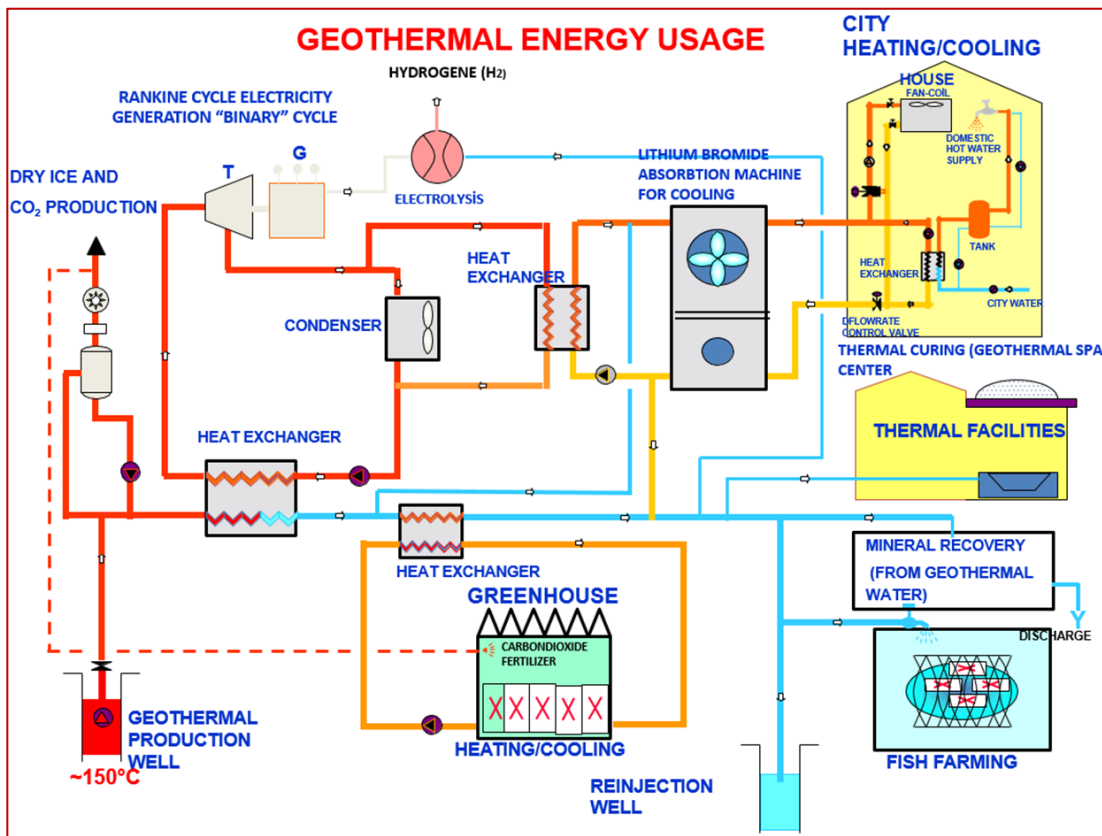 GEOTHERMAL ENERGY USAGE
CITY
HEATING/COOLING
HOUSE
FAN-COİL
DOMESTIC
HOT WATER
SUPPLY
TANK
HEAT
EXCHANGER
CITY WATER
DFLOWRATE
CONTROL VALVE
HYDROGENE (H2)
RANKINE CYCLE ELECTRICITY
GENERATION “BINARY” CYCLE
T
G
ELECTROLYSİS
DRY ICE AND
CO2 PRODUCTION
LITHIUM BROMIDE
ABSORBTION MACHINE
FOR COOLING
HEAT
EXCHANGER
CONDENSER
THERMAL CURING (GEOTHERMAL SPA
CENTER
THERMAL FACILITIES
HEAT EXCHANGER
HEAT EXCHANGER
MINERAL RECOVERY
(FROM GEOTHERMAL
WATER)
DISCHARGE
GREENHOUSE
CARBONDIOXIDE
FERTILIZER
HEATING/COOLING
FISH FARMING
GEOTHERMAL
PRODUCTION
WELL
~150°C
REINJECTION
WELL